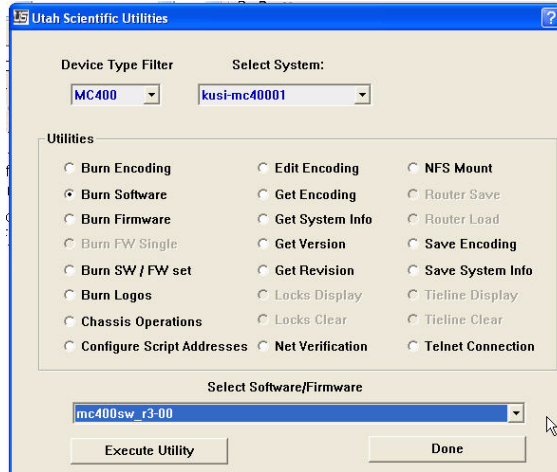 Utah Scientific Utilities
?
Device Type Filter
Select System:
MC400
kusi-mc40001
Utilities
Burn Encoding
Edit Encoding
NFS Mount
Burn Software
Get Encoding
Router Save
Burn Firmware
Get System Info
Router Load
Burn FW Single
Get Version
Save Encoding
Burn SW / FW set
Get Revision
Save System Info
Burn Logos
Locks Display
Tieline Display
Chassis Operations
Locks Clear
Tieline Clear
Configure Script Addresses
Net Verification
Telnet Connection
Select Software/Firmware
mc400sw_r3-00
Execute Utility
Done